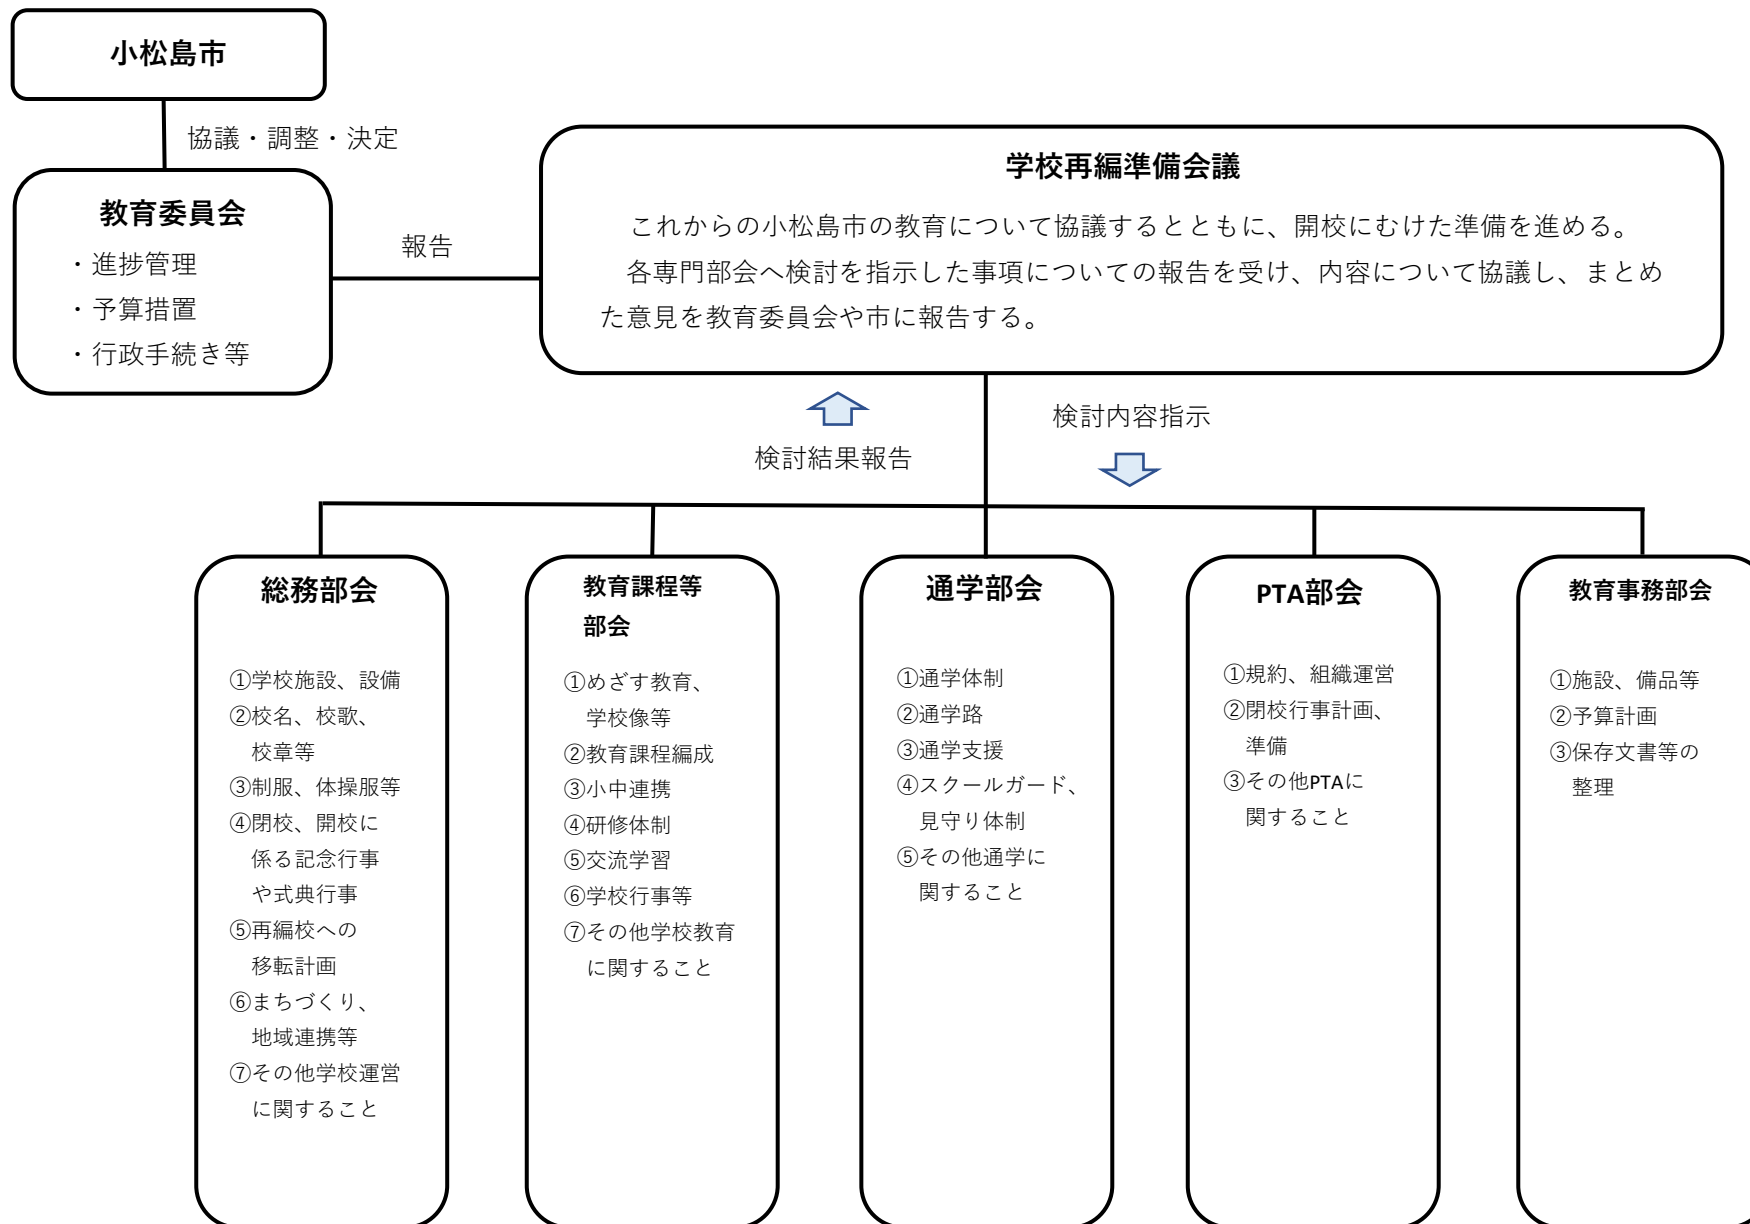 小松島市
協議・調整・決定
教育委員会
・進捗管理
・予算措置
・行政手続き等
報告
学校再編準備会議
これからの小松島市の教育について協議するとともに、開校にむけた準備を進める。
各専門部会へ検討を指示した事項についての報告を受け、内容について協議し、まとめ
た意見を教育委員会や市に報告する。
検討結果報告
検討内容指示
総務部会
①学校施設、設備
②校名、校歌、
校章等
③制服、体操服等
④閉校、開校に
係る記念行事
や式典行事
⑤再編校への
移転計画
⑥まちづくり、
地域連携等
⑦その他学校運営
に関すること
教育課程等
部会
①めざす教育、
学校像等
②教育課程編成
③小中連携
④研修体制
⑤交流学習
⑥学校行事等
⑦その他学校教育
に関すること
通学部会
①通学体制
②通学路
③通学支援
④スクールガード、
見守り体制
⑤その他通学に
関すること
PTA部会
①規約、組織運営
②閉校行事計画、
準備
③その他PTAに
関すること
教育事務部会
①施設、備品等
②予算計画
③保存文書等の
整理